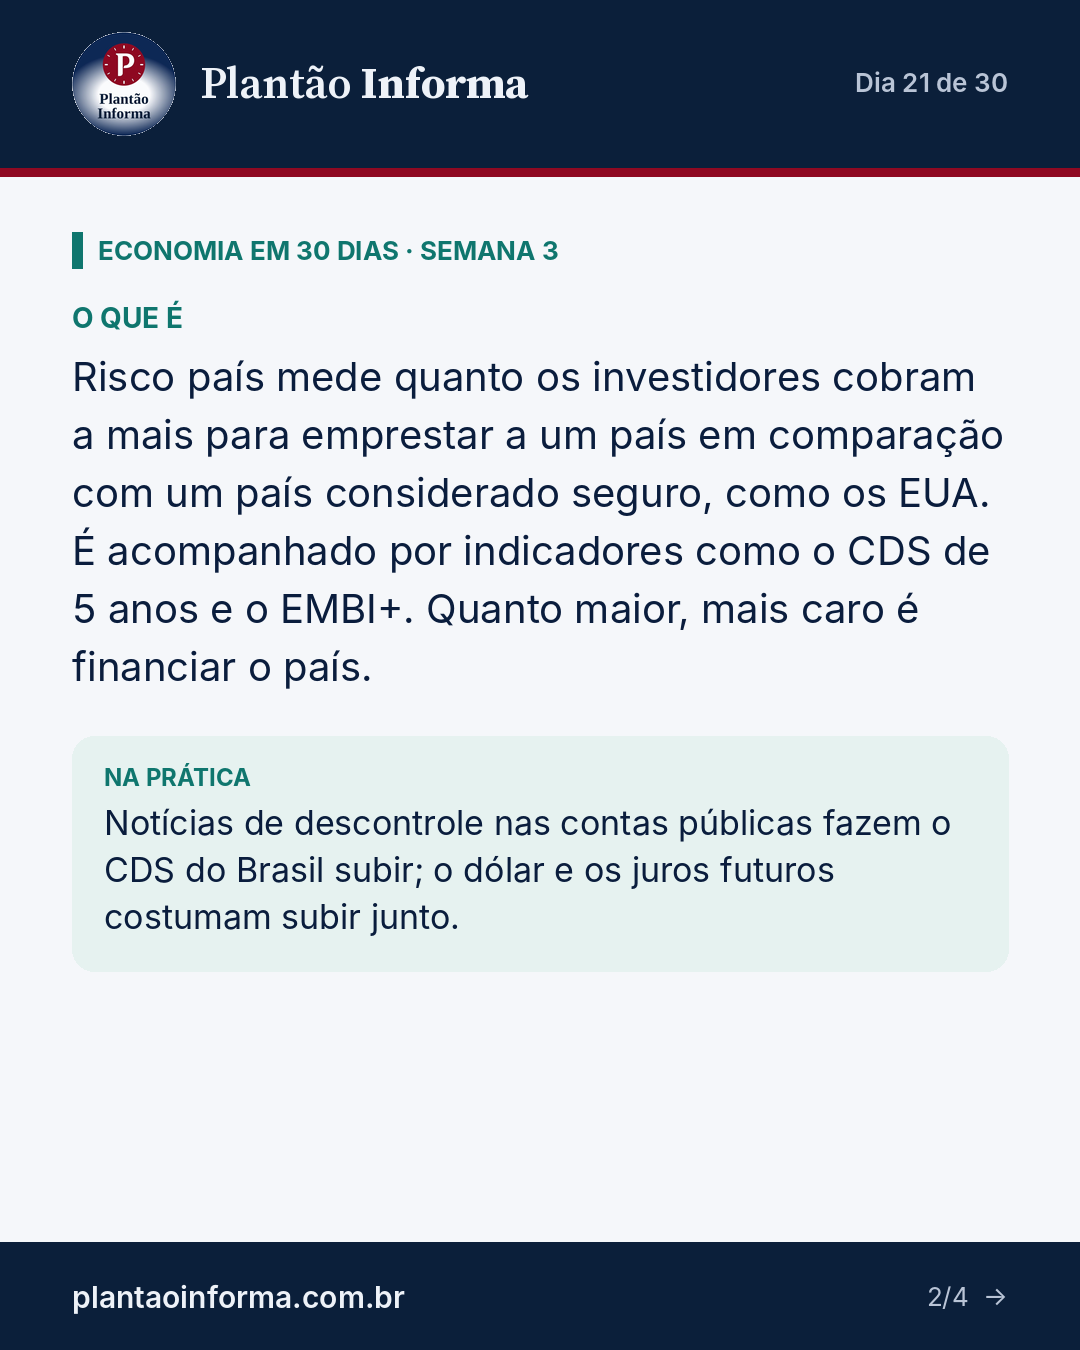 P
Plantão
Informa
Plantão Informa
Dia 21 de 30
ECONOMIA EM 30 DIAS · SEMANA 3
O QUE É
Risco país mede quanto os investidores cobram
a mais para emprestar a um país em comparação
com um país considerado seguro, como os EUA.
É acompanhado por indicadores como o CDS de
5 anos e o EMBI+. Quanto maior, mais caro é
financiar o país.
NA PRÁTICA
Notícias de descontrole nas contas públicas fazem o
CDS do Brasil subir; o dólar e os juros futuros
costumam subir junto.
plantaoinforma.com.br
2/4 →